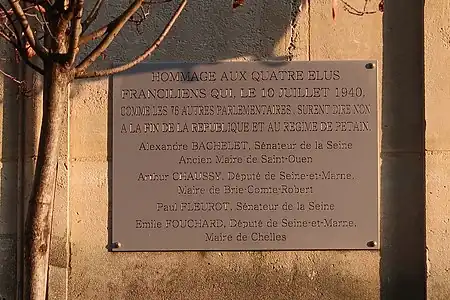 HOMMAGE AUX QUATRE ELUS
FRANCILIENS QUI, LE 10 JUILLET 1940,
COMME LES 76 AUTRES PARLEMENTAIRES, SURENT DIRE NON
A LA FIN DE LA REPUBLIQUE ET AU REGIME DE PETAIN.
Alexandre BACHELET, Sénateur de la Seine
Ancien Maire de Saint-Ouen
Arthur CHAUSSY, Député de Seine-et-Marne,
Maire de Brie-Comte-Robert
Paul FLEUROT, Sénateur de la Seine
Emile FOUCHARD, Député de Seine-et-Marne,
Maire de Chelles